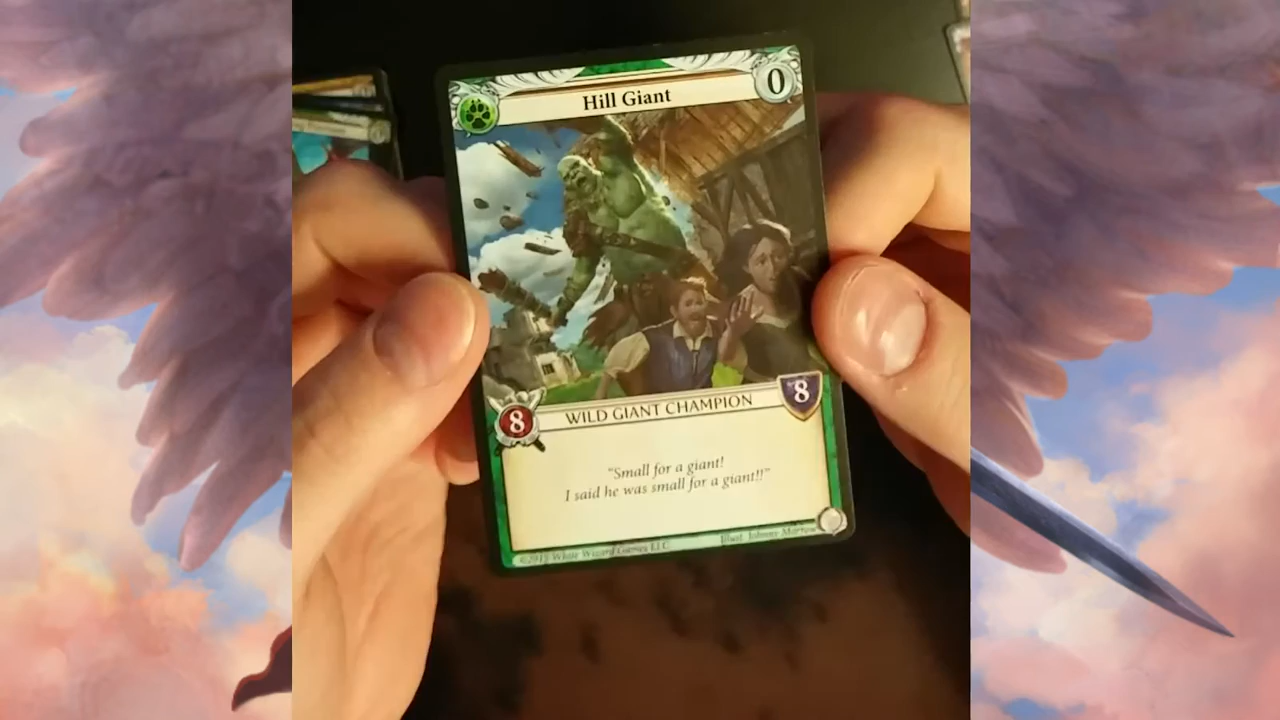 Hill Giant
0
8
WILD GIANT CHAMPION
8
"Small for a giant!
I said he was small for a giant!!"
©2015 White Wizard Games LLC
Illust. Johnny Morrow